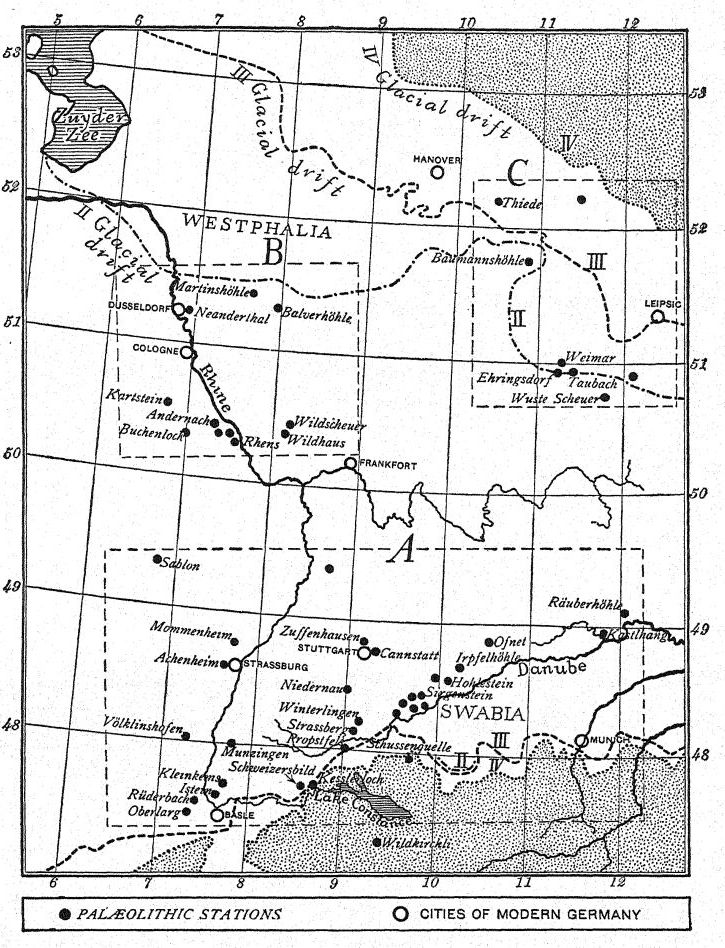 5 6 7 8 9 10 11 12
53
53
Zuyder
Zee
III Glacial drift
IV Glacial drift
IV
HANOVER
C
52
Thiede
52
WESTPHALIA
II Glacial
drift
B
Baumannshöhle
III
Martinshöhle
DUSSELDORF
Neanderthal
Balverhöhle
II
LEIPSIC
51
COLOGNE
Weimar
51
Ehringsdorf
Taubach
Rhine
Kartstein
Wuste Scheuer
Andernach
Wildscheuer
Buchenloch
Rhens
Wildhaus
50
FRANKFORT
50
A
Sablon
49
Räuberhöhle
49
Mommenheim
Zuffenhausen
Kastlhang
STUTTGART
Cannstatt
Ofnet
Achenheim
STRASSBURG
Irpfelhöhle
Danube
Niedernau
Hohlestein
Sirgenstein
Winterlingen
SWABIA
48
Völklinshofen
Strassberg
Propstfels
Schussenquelle
III
MUNICH
48
Munzingen
II
IV
Schweizersbild
Kleinkems
Kesslerloch
Istein
Lake Constance
Rüderbach
Oberlarg
BASLE
Wildkirchli
6 7 8 9 10 11 12
PALÆOLITHIC STATIONS
CITIES OF MODERN GERMANY